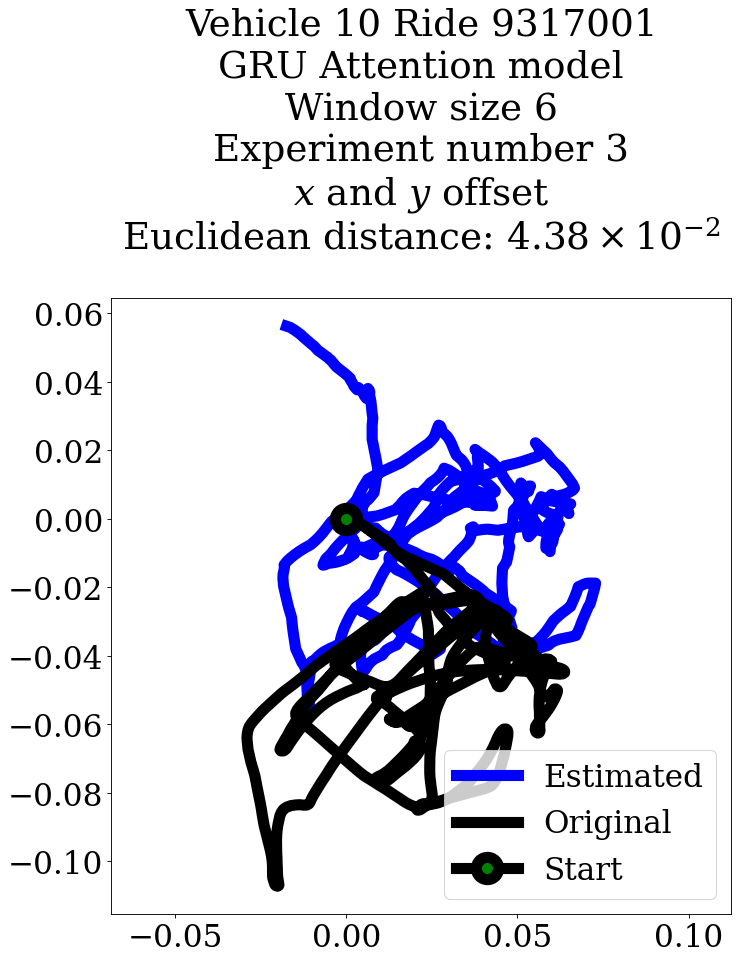 Vehicle 10 Ride 9317001
GRU Attention model
Window size 6
Experiment number 3
x and y offset
Euclidean distance: 4.38 × 10⁻²
0.06
0.04
0.02
0.00
−0.02
−0.04
−0.06
−0.08
−0.10
Estimated
Original
Start
−0.05
0.00
0.05
0.10